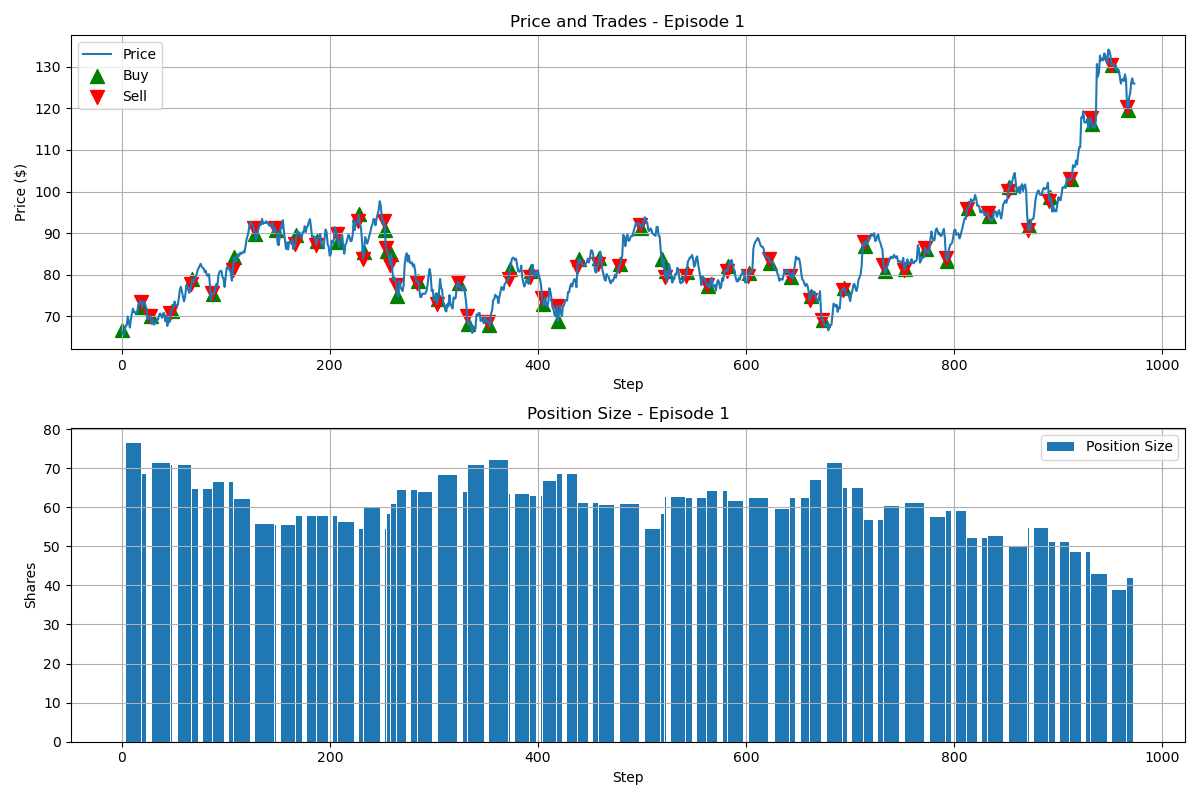 Price and Trades - Episode 1
Price
Buy
Sell
Price ($)
130
120
110
100
90
80
70
0 200 400 600 800 1000
Step
Position Size - Episode 1
Position Size
Shares
80
70
60
50
40
30
20
10
0
0 200 400 600 800 1000
Step